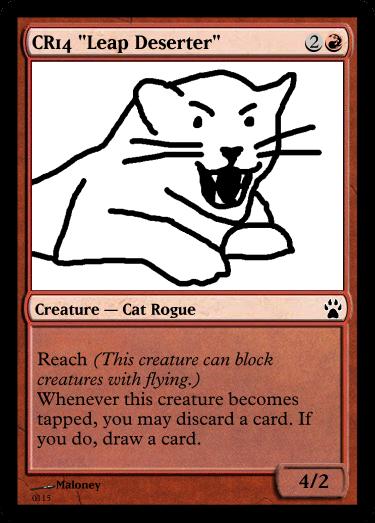 CR14 "Leap Deserter" 2
Creature — Cat Rogue
Reach (This creature can block
creatures with flying.)
Whenever this creature becomes
tapped, you may discard a card. If
you do, draw a card.
4/2
Maloney
0115